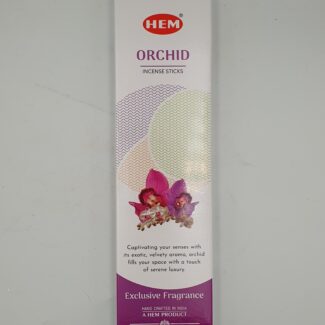 HEM
ORCHID
INCENSE STICKS
Captivating your senses with
its exotic, velvety aroma, orchid
fills your space with a touch
of serene luxury.
Exclusive Fragrance
HAND CRAFTED IN INDIA
A HEM PRODUCT